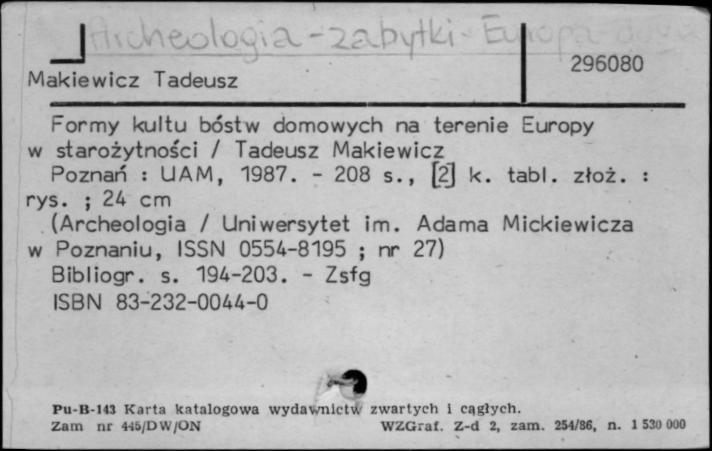 Archeologia - zabytki - Europa
296080
Makiewicz Tadeusz
Formy kultu bóstw domowych na terenie Europy
w starożytności / Tadeusz Makiewicz
Poznań : UAM, 1987. - 208 s., [2] k. tabl. złoż. :
rys. ; 24 cm
(Archeologia / Uniwersytet im. Adama Mickiewicza
w Poznaniu, ISSN 0554-8195 ; nr 27)
Bibliogr. s. 194-203. - Zsfg
ISBN 83-232-0044-0
Pu-B-143 Karta katalogowa wydawnictw zwartych i ciągłych.
Zam nr 445/DW/ON WZGraf. Z-d 2, zam. 254/86, n. 1 530 000